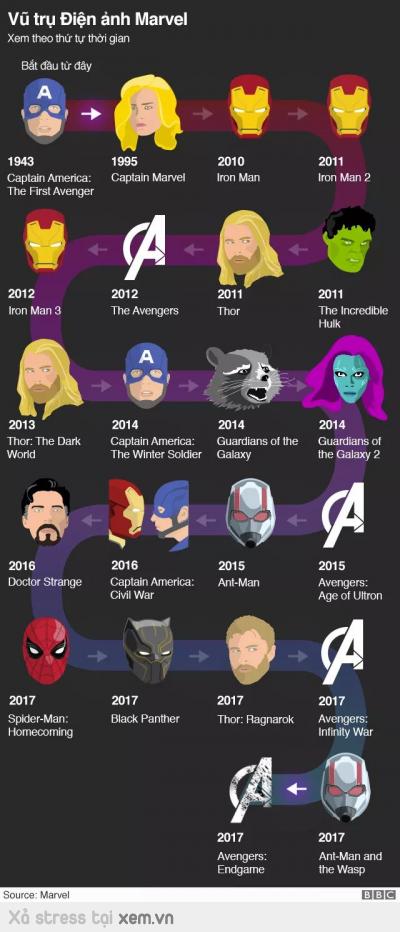 Vũ trụ Điện ảnh Marvel
Xem theo thứ tự thời gian
Bắt đầu từ đây
A
1943
Captain America:
The First Avenger
1995
Captain Marvel
2010
Iron Man
2011
Iron Man 2
2012
Iron Man 3
A
2012
The Avengers
2011
Thor
2011
The Incredible
Hulk
2013
Thor: The Dark
World
A
2014
Captain America:
The Winter Soldier
2014
Guardians of the
Galaxy
2014
Guardians of
the Galaxy 2
2016
Doctor Strange
2016
Captain America:
Civil War
2015
Ant-Man
A
2015
Avengers:
Age of Ultron
2017
Spider-Man:
Homecoming
2017
Black Panther
2017
Thor: Ragnarok
A
2017
Avengers:
Infinity War
A
2017
Avengers:
Endgame
2017
Ant-Man and
the Wasp
Source: Marvel
BBC
Xả stress tại xem.vn